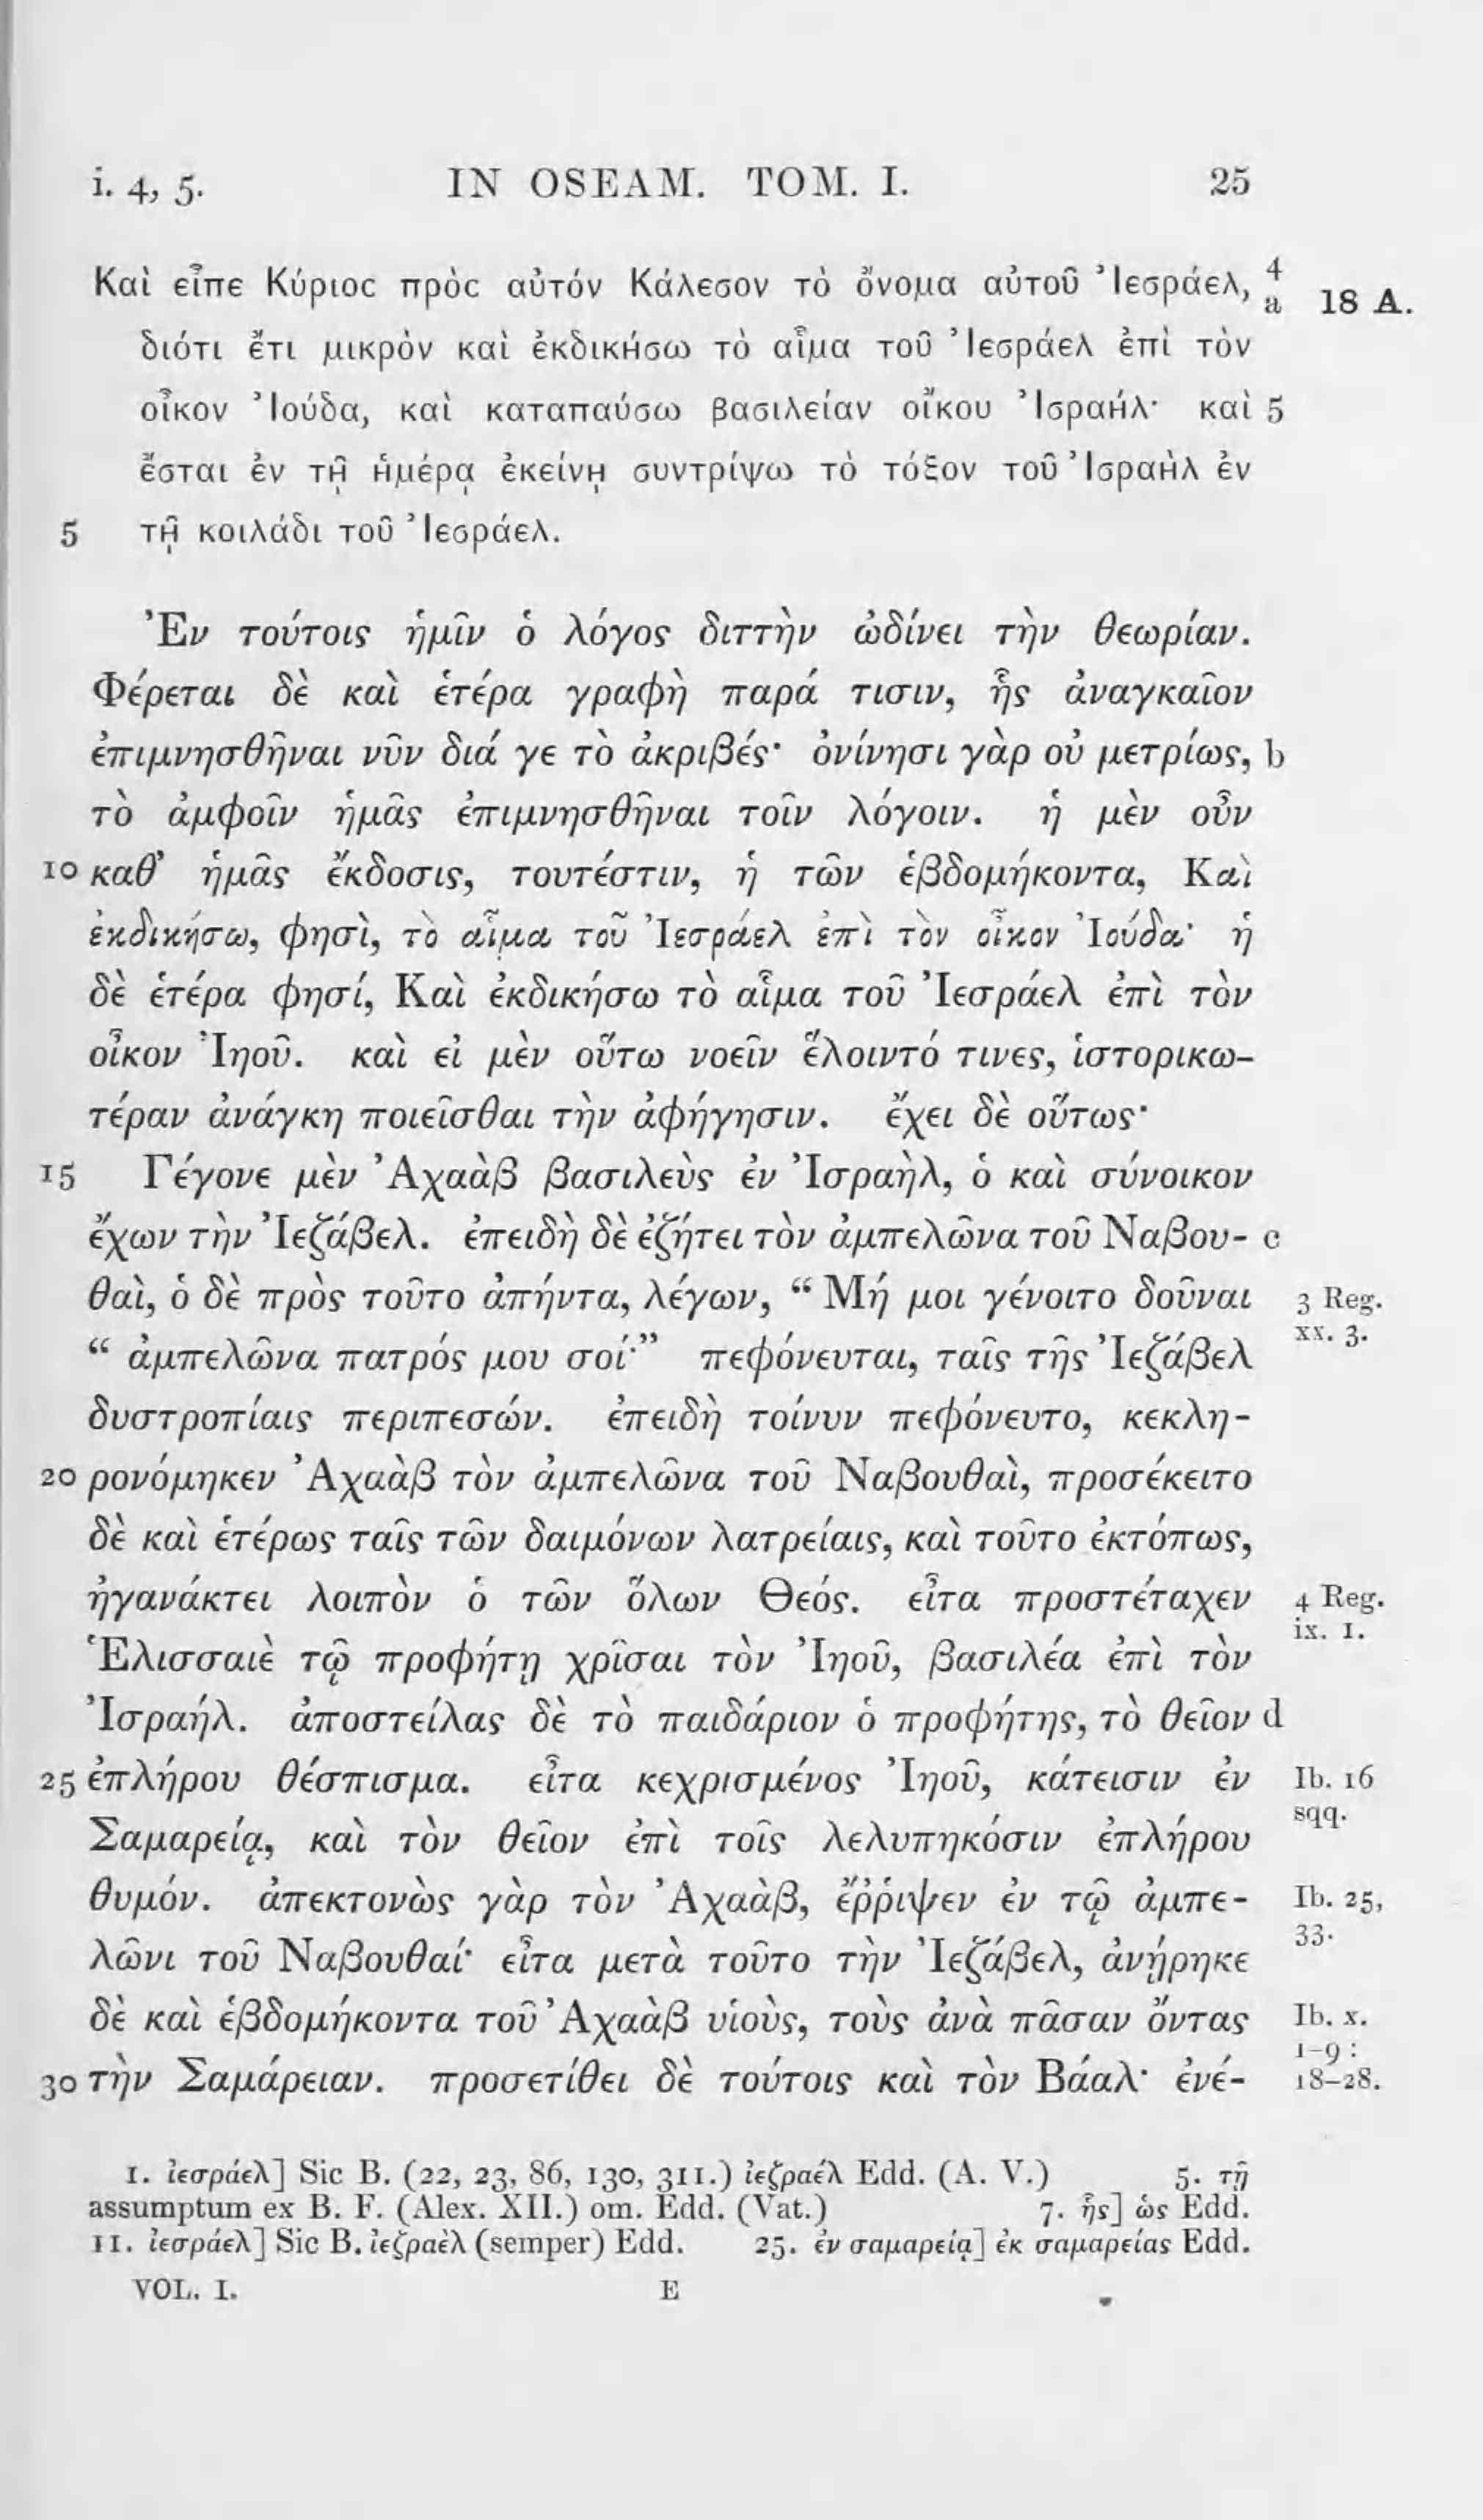 i. 4, 5. IN OSEAM. TOM. I. 25
Καὶ εἶπε Κύριος πρὸς αὐτόν Κάλεσον τὸ ὄνομα αὐτοῦ Ἰεσράελ, 4 a 18 A.
διότι ἔτι μικρὸν καὶ ἐκδικήσω τὸ αἷμα τοῦ Ἰεσράελ ἐπὶ τὸν
οἶκον Ἰούδα, καὶ καταπαύσω βασιλείαν οἴκου Ἰσραήλ· καὶ 5
ἔσται ἐν τῇ ἡμέρᾳ ἐκείνῃ συντρίψω τὸ τόξον τοῦ Ἰσραὴλ ἐν
5 τῇ κοιλάδι τοῦ Ἰεσράελ.
Ἐν τούτοις ἡμῖν ὁ λόγος διττὴν ὠδίνει τὴν θεωρίαν.
Φέρεται δὲ καὶ ἑτέρα γραφὴ παρά τισιν, ἧς ἀναγκαῖον
ἐπιμνησθῆναι νῦν διά γε τὸ ἀκριβές· ὀνίνησι γὰρ οὐ μετρίως, b
τὸ ἀμφοῖν ἡμᾶς ἐπιμνησθῆναι τοῖν λόγοιν. ἡ μὲν οὖν
10 καθ’ ἡμᾶς ἔκδοσις, τουτέστιν, ἡ τῶν ἑβδομήκοντα, Καὶ
ἐκδικήσω, φησὶ, τὸ αἷμα τοῦ Ἰεσράελ ἐπὶ τὸν οἶκον Ἰούδα· ἡ
δὲ ἑτέρα φησί, Καὶ ἐκδικήσω τὸ αἷμα τοῦ Ἰεσράελ ἐπὶ τὸν
οἶκον Ἰηοῦ. καὶ εἰ μὲν οὕτω νοεῖν ἕλοιντό τινες, ἱστορικω-
τέραν ἀνάγκη ποιεῖσθαι τὴν ἀφήγησιν. ἔχει δὲ οὕτως·
15 Γέγονε μὲν Ἀχαὰβ βασιλεὺς ἐν Ἰσραὴλ, ὁ καὶ σύνοικον
ἔχων τὴν Ἰεζάβελ. ἐπειδὴ δὲ ἐζήτει τὸν ἀμπελῶνα τοῦ Ναβου- c
θαὶ, ὁ δὲ πρὸς τοῦτο ἀπήντα, λέγων, “ Μή μοι γένοιτο δοῦναι 3 Reg.
“ ἀμπελῶνα πατρός μου σοί·” πεφόνευται, ταῖς τῆς Ἰεζάβελ xx. 3.
δυστροπίαις περιπεσών. ἐπειδὴ τοίνυν πεφόνευτο, κεκλη-
20 ρονόμηκεν Ἀχαὰβ τὸν ἀμπελῶνα τοῦ Ναβουθαὶ, προσέκειτο
δὲ καὶ ἑτέρως ταῖς τῶν δαιμόνων λατρείαις, καὶ τοῦτο ἐκτόπως,
ἠγανάκτει λοιπὸν ὁ τῶν ὅλων Θεός. εἶτα προστέταχεν 4 Reg.
Ἑλισσαιὲ τῷ προφήτῃ χρῖσαι τὸν Ἰηοῦ, βασιλέα ἐπὶ τὸν ix. 1.
Ἰσραήλ. ἀποστείλας δὲ τὸ παιδάριον ὁ προφήτης, τὸ θεῖον d
25 ἐπλήρου θέσπισμα. εἶτα κεχρισμένος Ἰηοῦ, κάτεισιν ἐν Ib. 16
Σαμαρείᾳ, καὶ τὸν θεῖον ἐπὶ τοῖς λελυπηκόσιν ἐπλήρου sqq.
θυμόν. ἀπεκτονὼς γὰρ τὸν Ἀχαὰβ, ἔῤῥιψεν ἐν τῷ ἀμπε- Ib. 25,
λῶνι τοῦ Ναβουθαί· εἶτα μετὰ τοῦτο τὴν Ἰεζάβελ, ἀνῄρηκε 33.
δὲ καὶ ἑβδομήκοντα τοῦ Ἀχαὰβ υἱοὺς, τοὺς ἀνὰ πᾶσαν ὄντας Ib. x.
30 τὴν Σαμάρειαν. προσετίθει δὲ τούτοις καὶ τὸν Βάαλ· ἐνέ- 1-9: 18-28.
1. ἰεσράελ] Sic B. (22, 23, 86, 130, 311.) ἰεζραέλ Edd. (A. V.) 5. τῇ
assumptum ex B. F. (Alex. XII.) om. Edd. (Vat.) 7. ἧς] ὡς Edd.
11. ἰεσράελ] Sic B. ἰεζραὲλ (semper) Edd. 25. ἐν σαμαρείᾳ] ἐκ σαμαρείας Edd.
VOL. I. E